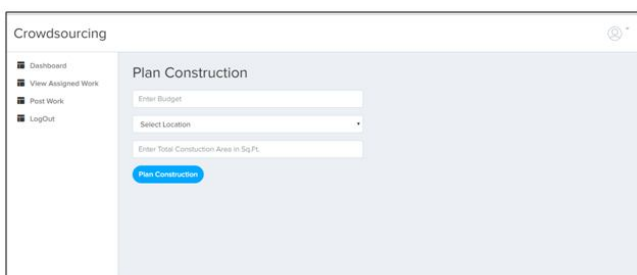 Crowdsourcing
Dashboard
View Assigned Work
Post Work
LogOut
Plan Construction
Enter Budget
Select Location
Enter Total Constuction Area in Sq.Ft.
Plan Construction